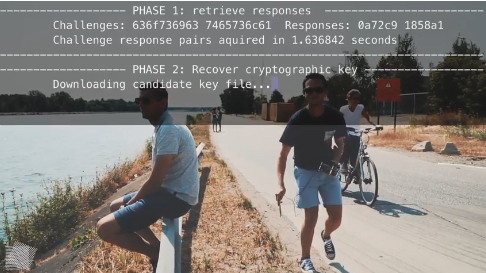 PHASE 1: retrieve responses
Challenges: 636f736963 7465736c61 Responses: 0a72c9 1858a1
Challenge response pairs aquired in 1.636842 seconds
PHASE 2: Recover cryptographic key
Downloading candidate key file...